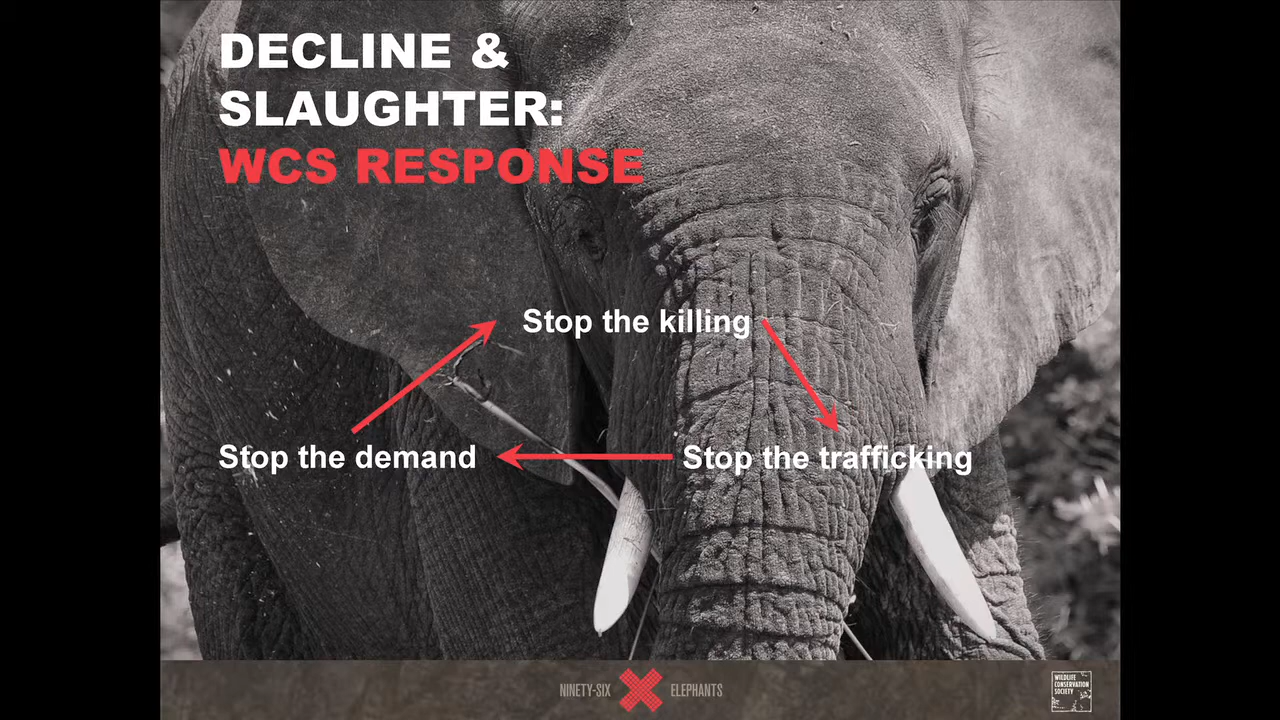 DECLINE &
SLAUGHTER:
WCS RESPONSE
Stop the killing
Stop the demand
Stop the trafficking
NINETY-SIX ELEPHANTS
WILDLIFE
CONSERVATION
SOCIETY